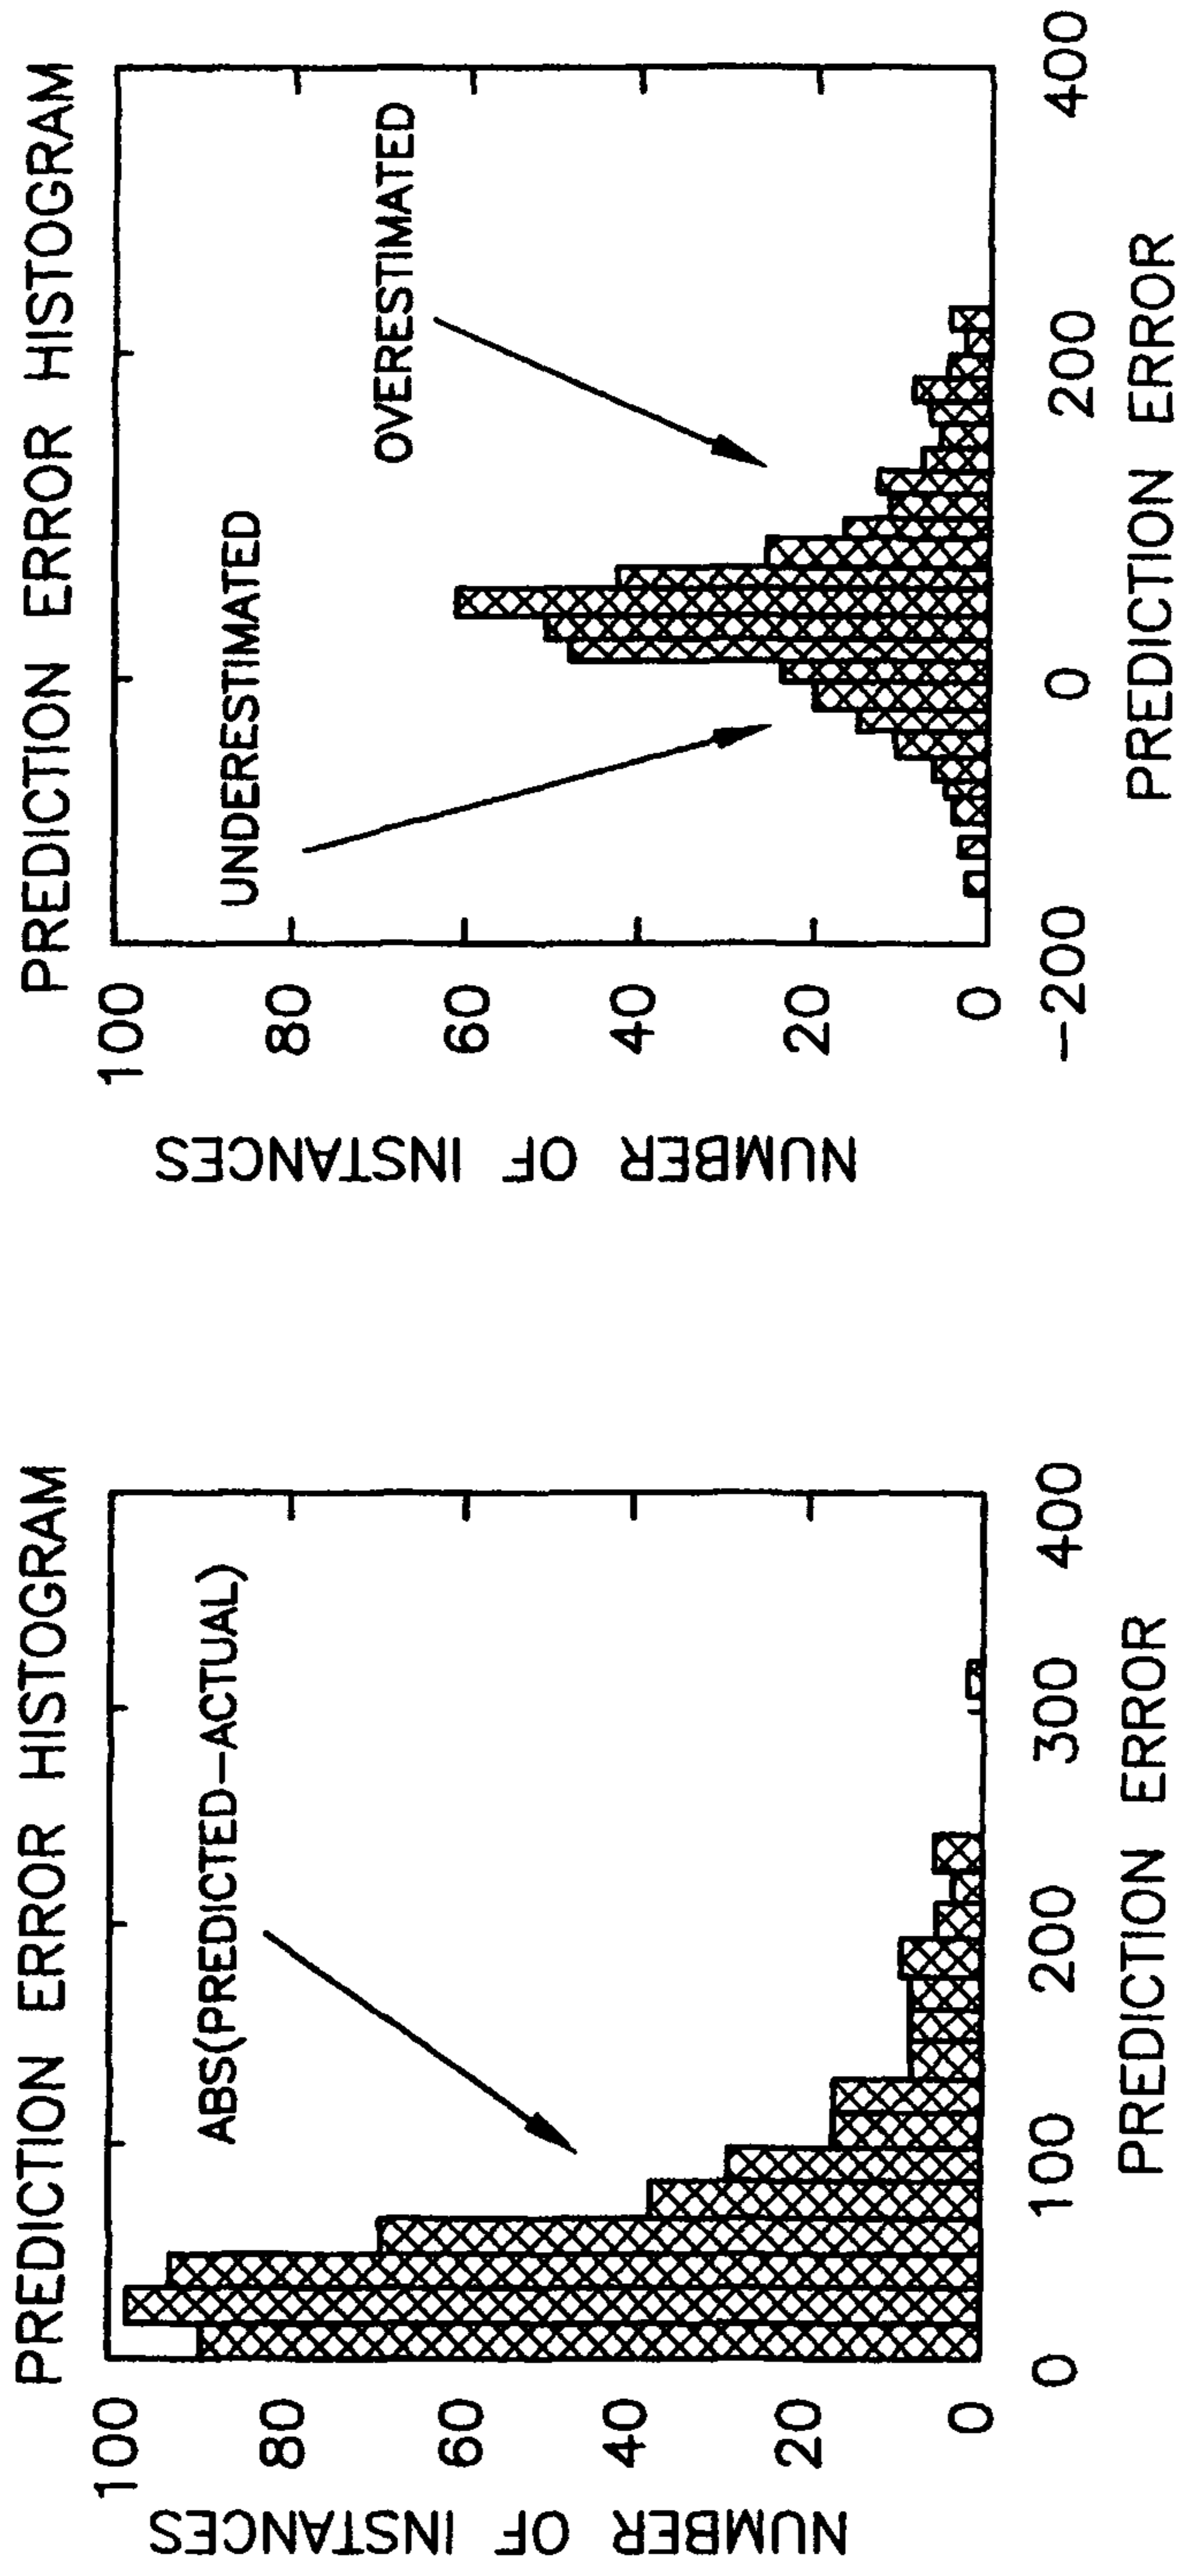 PREDICTION ERROR HISTOGRAM
ABS(PREDICTED-ACTUAL)
NUMBER OF INSTANCES
100
80
60
40
20
0
0
100
200
300
400
PREDICTION ERROR
PREDICTION ERROR HISTOGRAM
UNDERESTIMATED
OVERESTIMATED
NUMBER OF INSTANCES
100
80
60
40
20
0
-200
0
200
400
PREDICTION ERROR